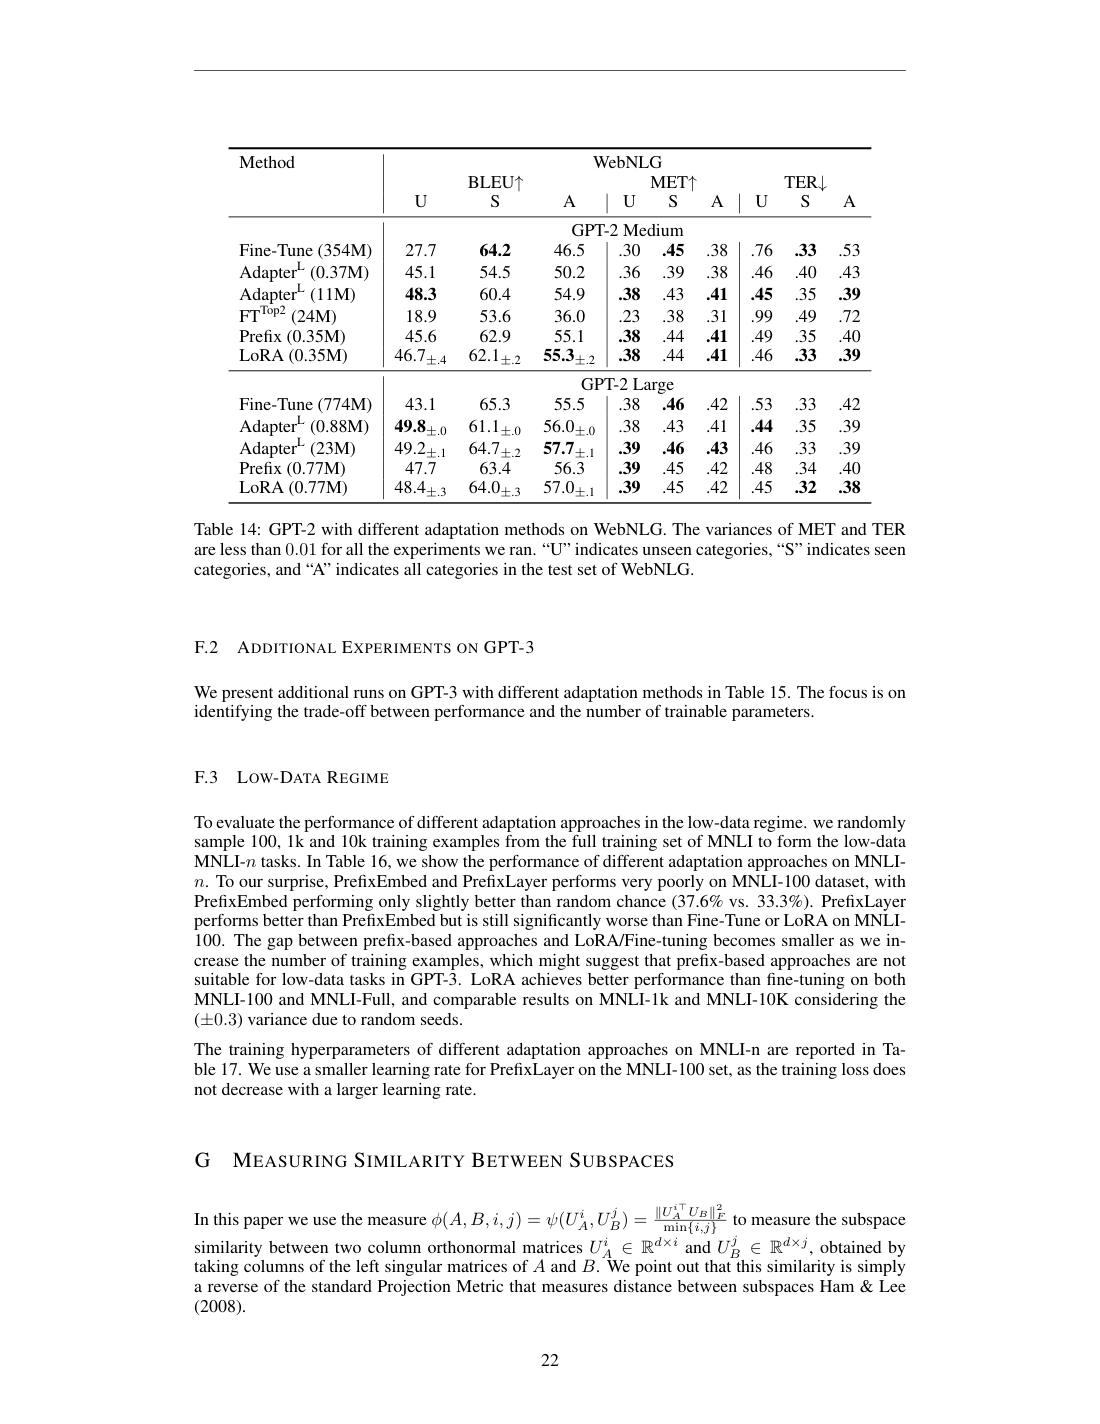 Method WebNLG
BLEU↑ MET↑ TER↓
U S A U S A U S A
GPT-2 Medium
Fine-Tune (354M) 27.7 64.2 46.5 .30 .45 .38 .76 .33 .53
Adapter^L (0.37M) 45.1 54.5 50.2 .36 .39 .38 .46 .40 .43
Adapter^L (11M) 48.3 60.4 54.9 .38 .43 .41 .45 .35 .39
FT^Top2 (24M) 18.9 53.6 36.0 .23 .38 .31 .99 .49 .72
Prefix (0.35M) 45.6 62.9 55.1 .38 .44 .41 .49 .35 .40
LoRA (0.35M) 46.7±.4 62.1±.2 55.3±.2 .38 .44 .41 .46 .33 .39
GPT-2 Large
Fine-Tune (774M) 43.1 65.3 55.5 .38 .46 .42 .53 .33 .42
Adapter^L (0.88M) 49.8±.0 61.1±.0 56.0±.0 .38 .43 .41 .44 .35 .39
Adapter^L (23M) 49.2±.1 64.7±.2 57.7±.1 .39 .46 .43 .46 .33 .39
Prefix (0.77M) 47.7 63.4 56.3 .39 .45 .42 .48 .34 .40
LoRA (0.77M) 48.4±.3 64.0±.3 57.0±.1 .39 .45 .42 .45 .32 .38
Table 14: GPT-2 with different adaptation methods on WebNLG. The variances of MET and TER
are less than 0.01 for all the experiments we ran. “U” indicates unseen categories, “S” indicates seen
categories, and “A” indicates all categories in the test set of WebNLG.
F.2 ADDITIONAL EXPERIMENTS ON GPT-3
We present additional runs on GPT-3 with different adaptation methods in Table 15. The focus is on
identifying the trade-off between performance and the number of trainable parameters.
F.3 LOW-DATA REGIME
To evaluate the performance of different adaptation approaches in the low-data regime. we randomly
sample 100, 1k and 10k training examples from the full training set of MNLI to form the low-data
MNLI-n tasks. In Table 16, we show the performance of different adaptation approaches on MNLI-
n. To our surprise, PrefixEmbed and PrefixLayer performs very poorly on MNLI-100 dataset, with
PrefixEmbed performing only slightly better than random chance (37.6% vs. 33.3%). PrefixLayer
performs better than PrefixEmbed but is still significantly worse than Fine-Tune or LoRA on MNLI-
100. The gap between prefix-based approaches and LoRA/Fine-tuning becomes smaller as we in-
crease the number of training examples, which might suggest that prefix-based approaches are not
suitable for low-data tasks in GPT-3. LoRA achieves better performance than fine-tuning on both
MNLI-100 and MNLI-Full, and comparable results on MNLI-1k and MNLI-10K considering the
(±0.3) variance due to random seeds.
The training hyperparameters of different adaptation approaches on MNLI-n are reported in Ta-
ble 17. We use a smaller learning rate for PrefixLayer on the MNLI-100 set, as the training loss does
not decrease with a larger learning rate.
G MEASURING SIMILARITY BETWEEN SUBSPACES
In this paper we use the measure ϕ(A, B, i, j) = ψ(U_A^i, U_B^j) = ‖U_A^{i⊤} U_B‖_F^2 / min{i,j} to measure the subspace
similarity between two column orthonormal matrices U_A^i ∈ ℝ^{d×i} and U_B^j ∈ ℝ^{d×j}, obtained by
taking columns of the left singular matrices of A and B. We point out that this similarity is simply
a reverse of the standard Projection Metric that measures distance between subspaces Ham & Lee
(2008).
22